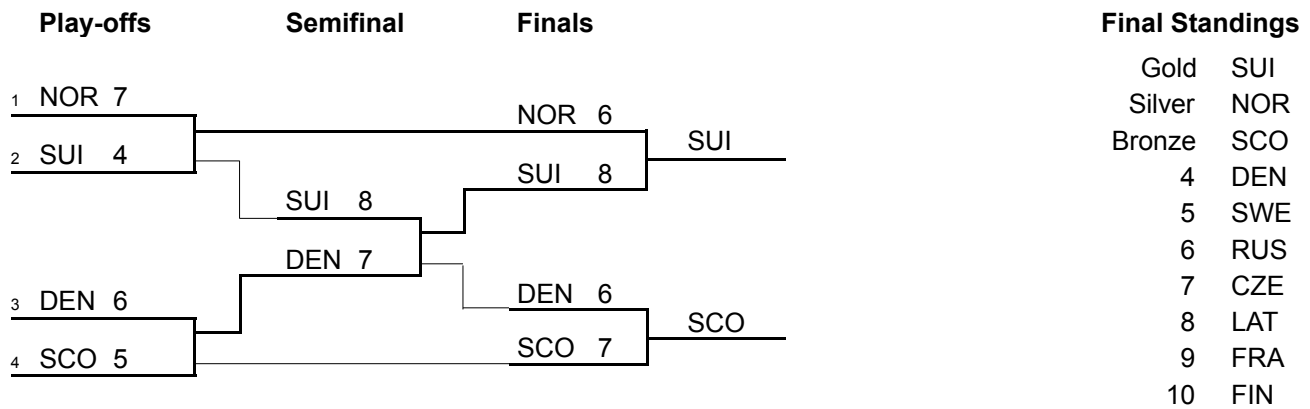 Play-offs Semifinal Finals Final Standings
Gold SUI
1 NOR 7
Silver NOR
NOR 6
SUI
Bronze SCO
2 SUI 4
SUI 8
4 DEN
SUI 8
5 SWE
6 RUS
DEN 7
7 CZE
3 DEN 6
DEN 6
8 LAT
SCO
4 SCO 5
SCO 7
9 FRA
10 FIN